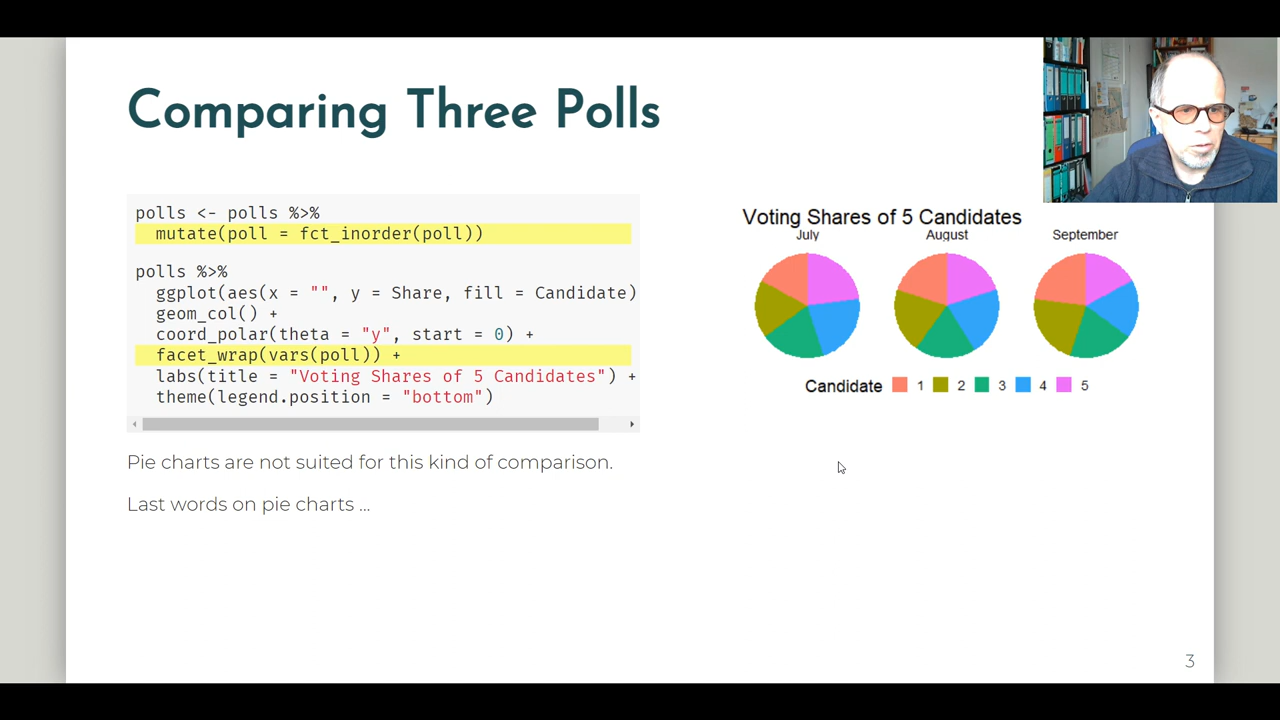 Comparing Three Polls
polls <- polls %>%
mutate(poll = fct_inorder(poll))
polls %>%
ggplot(aes(x = "", y = Share, fill = Candidate)
geom_col() +
coord_polar(theta = "y", start = 0) +
facet_wrap(vars(poll)) +
labs(title = "Voting Shares of 5 Candidates") +
theme(legend.position = "bottom")
Pie charts are not suited for this kind of comparison.
Last words on pie charts ...
Voting Shares of 5 Candidates
July August September
Candidate 1 2 3 4 5
3